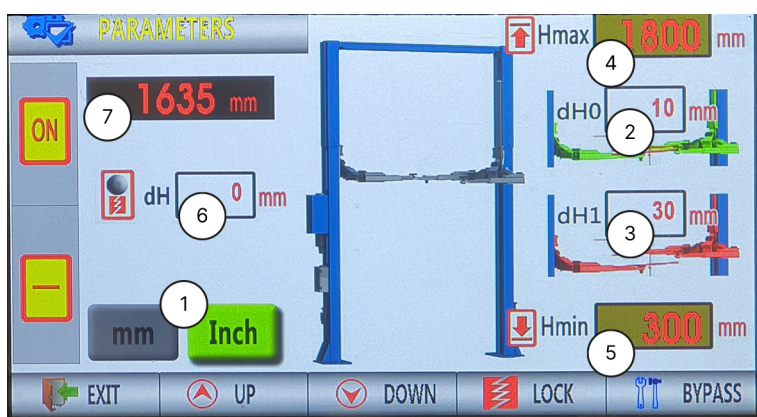 PARAMETERS
Hmax 1800 mm
4
1635 mm
7
ON
dH0 10 mm
2
dH 0 mm
6
dH1 30 mm
3
1
mm Inch
Hmin 300 mm
5
EXIT UP DOWN LOCK BYPASS